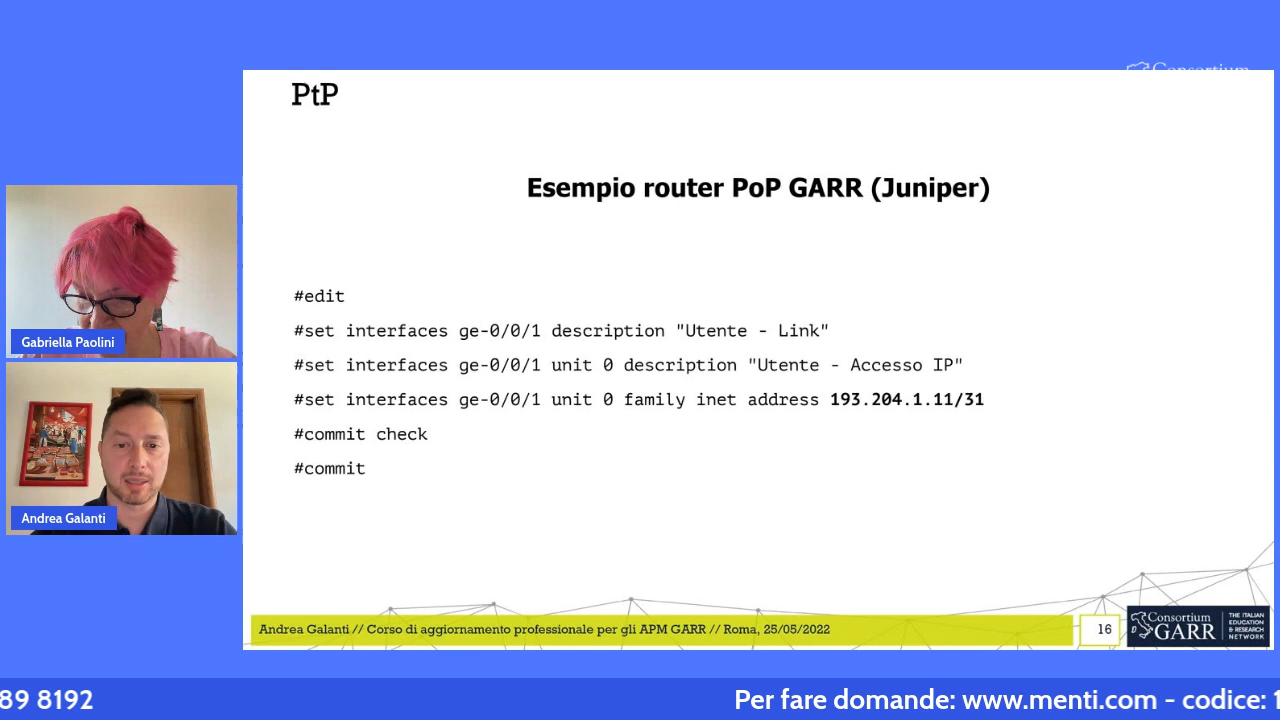 Consortium
PtP
Esempio router PoP GARR (Juniper)
#edit
#set interfaces ge-0/0/1 description "Utente - Link"
#set interfaces ge-0/0/1 unit 0 description "Utente - Accesso IP"
#set interfaces ge-0/0/1 unit 0 family inet address 193.204.1.11/31
#commit check
#commit
Gabriella Paolini
Andrea Galanti
Andrea Galanti // Corso di aggiornamento professionale per gli APM GARR // Roma, 25/05/2022
16
Consortium
GARR
THE ITALIAN
EDUCATION
& RESEARCH
NETWORK
89 8192
Per fare domande: www.menti.com - codice: 1